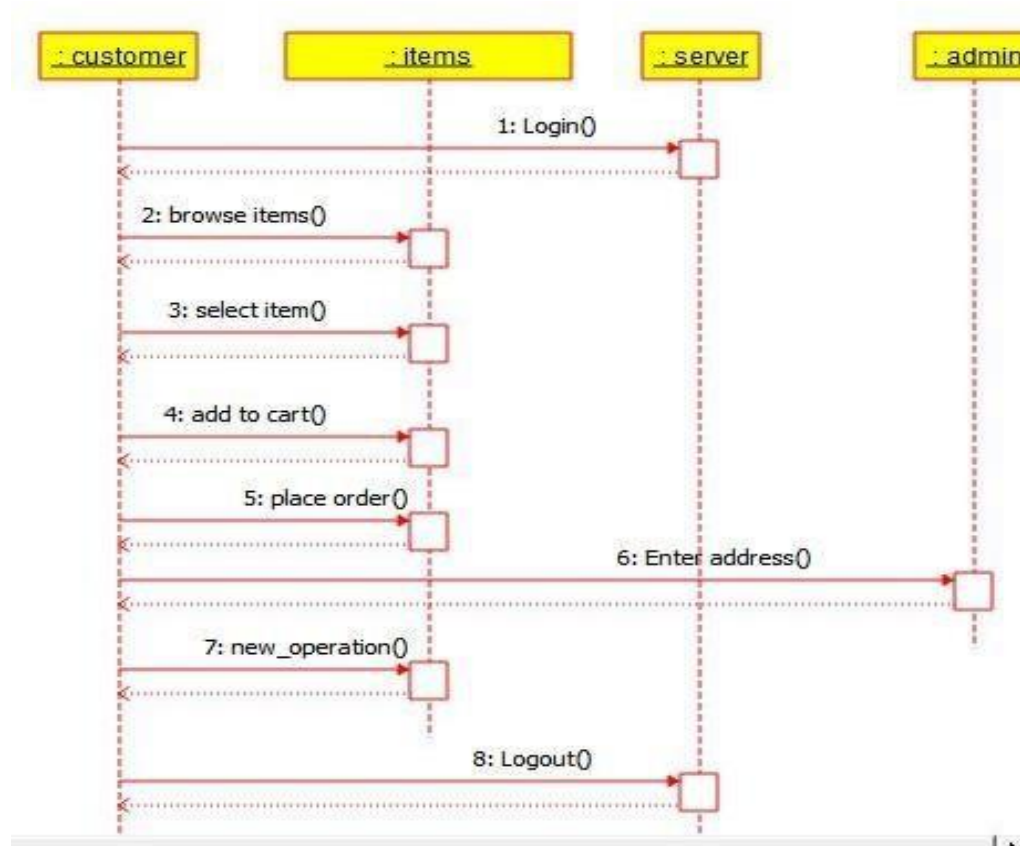 : customer
: items
: server
: admin
1: Login()
2: browse items()
3: select item()
4: add to cart()
5: place order()
6: Enter address()
7: new_operation()
8: Logout()